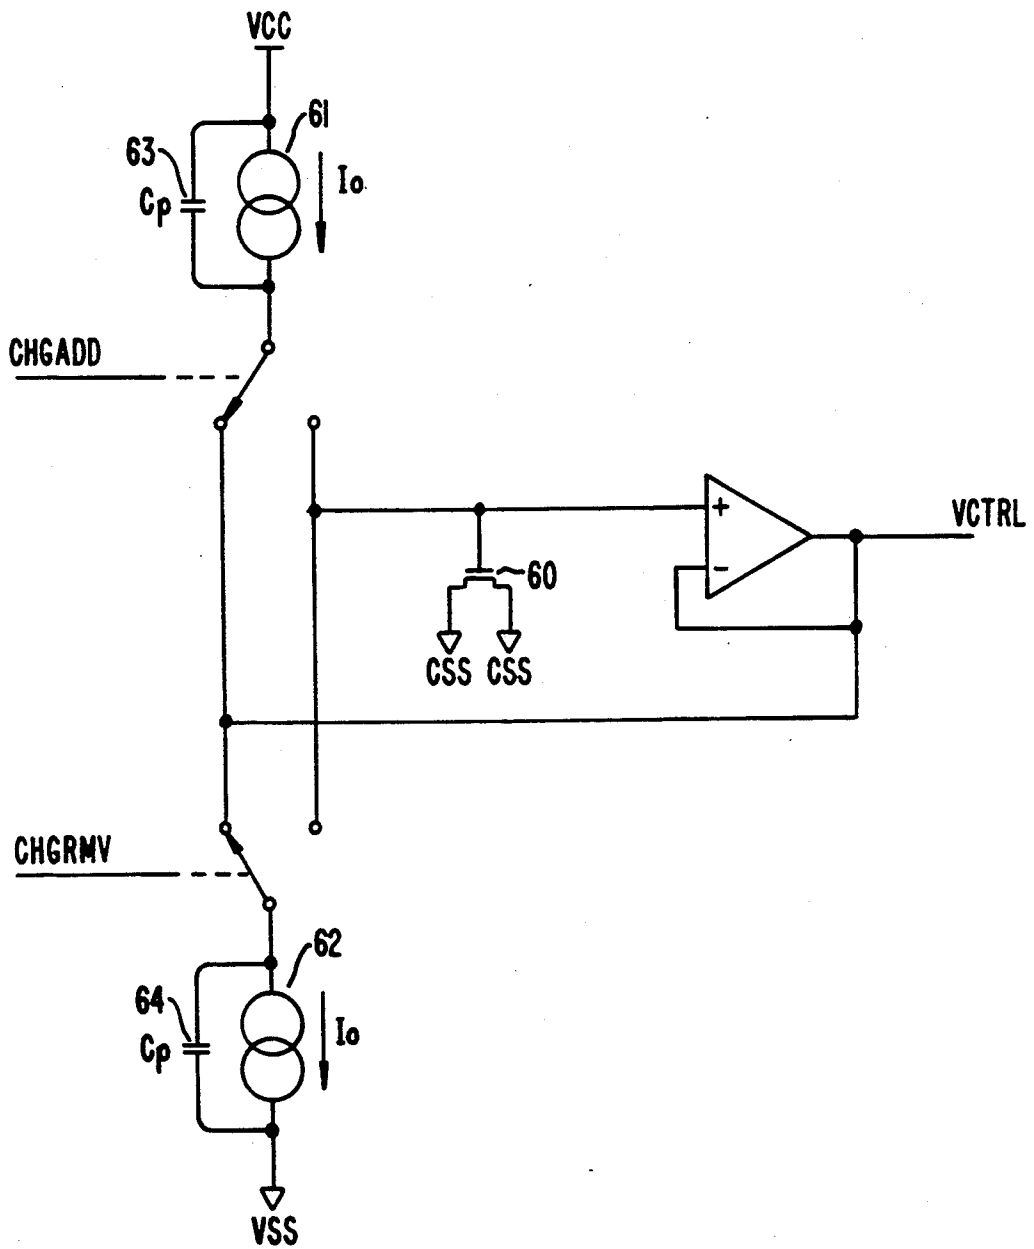 VCC
61
63
Cp
Io
CHGADD
+
VCTRL
-
60
CSS CSS
CHGRMV
62
64
Cp
Io
VSS